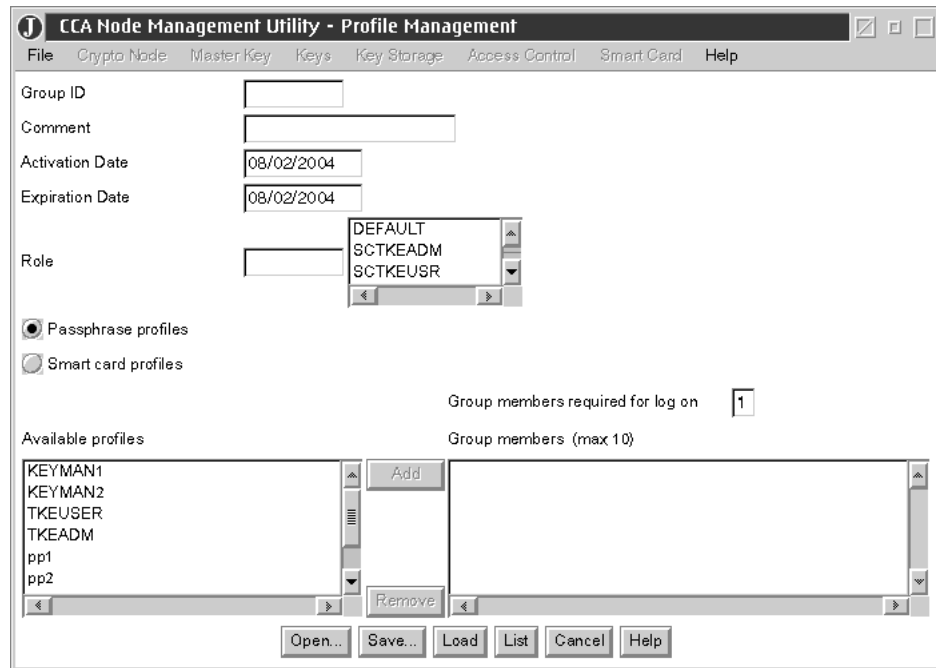 J CCA Node Management Utility - Profile Management
File Crypto Node Master Key Keys Key Storage Access Control Smart Card Help
Group ID
Comment
Activation Date 08/02/2004
Expiration Date 08/02/2004
Role
DEFAULT
SCTKEADM
SCTKEUSR
Passphrase profiles
Smart card profiles
Group members required for log on 1
Available profiles
Group members (max 10)
KEYMAN1
KEYMAN2
TKEUSER
TKEADM
pp1
pp2
Add
Remove
Open... Save... Load List Cancel Help